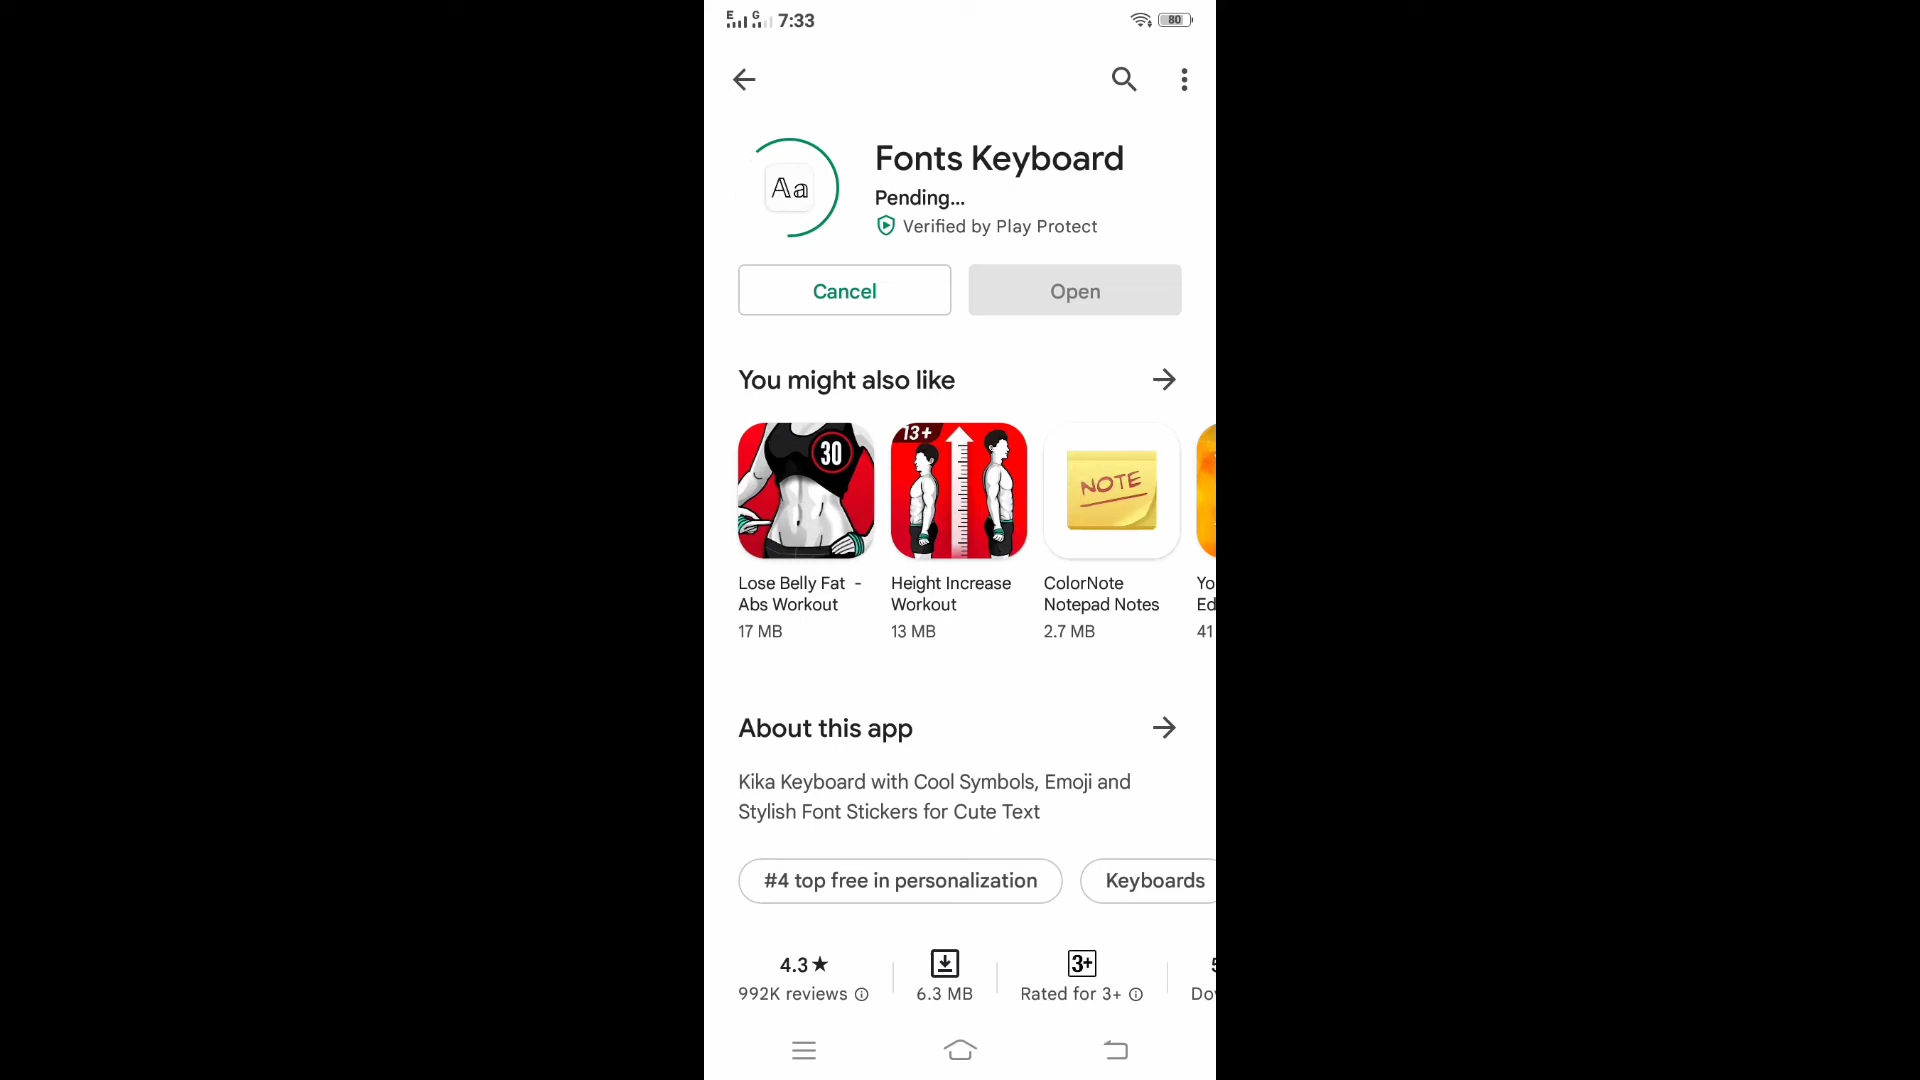 E G 7:33 80
Fonts Keyboard
Aa
Pending...
Verified by Play Protect
Cancel Open
You might also like
30 13+ NOTE
Lose Belly Fat - Height Increase ColorNote Yo
Abs Workout Workout Notepad Notes Ed
17 MB 13 MB 2.7 MB 41
About this app
Kika Keyboard with Cool Symbols, Emoji and
Stylish Font Stickers for Cute Text
#4 top free in personalization Keyboards
4.3★ 3+
992K reviews 6.3 MB Rated for 3+ Do